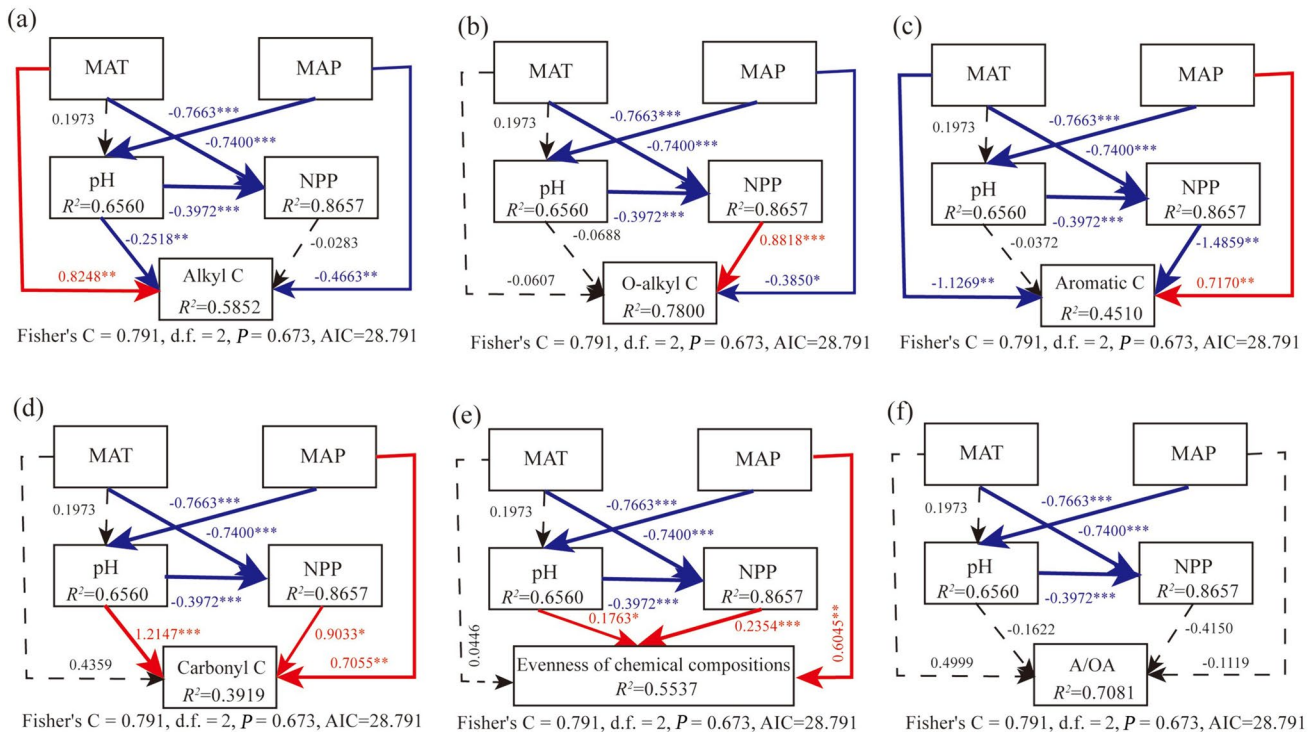 (a)
MAT
MAP
-0.7663***
0.1973
-0.7400***
pH
R²=0.6560
NPP
R²=0.8657
-0.3972***
-0.2518**
-0.0283
0.8248**
Alkyl C
R²=0.5852
-0.4663**
Fisher's C = 0.791, d.f. = 2, P = 0.673, AIC=28.791
(b)
MAT
MAP
-0.7663***
0.1973
-0.7400***
pH
R²=0.6560
NPP
R²=0.8657
-0.3972***
-0.0688
0.8818***
-0.0607
O-alkyl C
R²=0.7800
-0.3850*
Fisher's C = 0.791, d.f. = 2, P = 0.673, AIC=28.791
(c)
MAT
MAP
-0.7663***
0.1973
-0.7400***
pH
R²=0.6560
NPP
R²=0.8657
-0.3972***
-0.0372
-1.4859**
-1.1269**
Aromatic C
R²=0.4510
0.7170**
Fisher's C = 0.791, d.f. = 2, P = 0.673, AIC=28.791
(d)
MAT
MAP
-0.7663***
0.1973
-0.7400***
pH
R²=0.6560
NPP
R²=0.8657
-0.3972***
1.2147***
0.9033*
0.4359
Carbonyl C
R²=0.3919
0.7055**
Fisher's C = 0.791, d.f. = 2, P = 0.673, AIC=28.791
(e)
MAT
MAP
-0.7663***
0.1973
-0.7400***
pH
R²=0.6560
NPP
R²=0.8657
-0.3972***
0.1763*
0.2354***
0.0446
0.6045**
Evenness of chemical compositions
R²=0.5537
Fisher's C = 0.791, d.f. = 2, P = 0.673, AIC=28.791
(f)
MAT
MAP
-0.7663***
0.1973
-0.7400***
pH
R²=0.6560
NPP
R²=0.8657
-0.3972***
-0.1622
-0.4150
0.4999
A/OA
R²=0.7081
-0.1119
Fisher's C = 0.791, d.f. = 2, P = 0.673, AIC=28.791